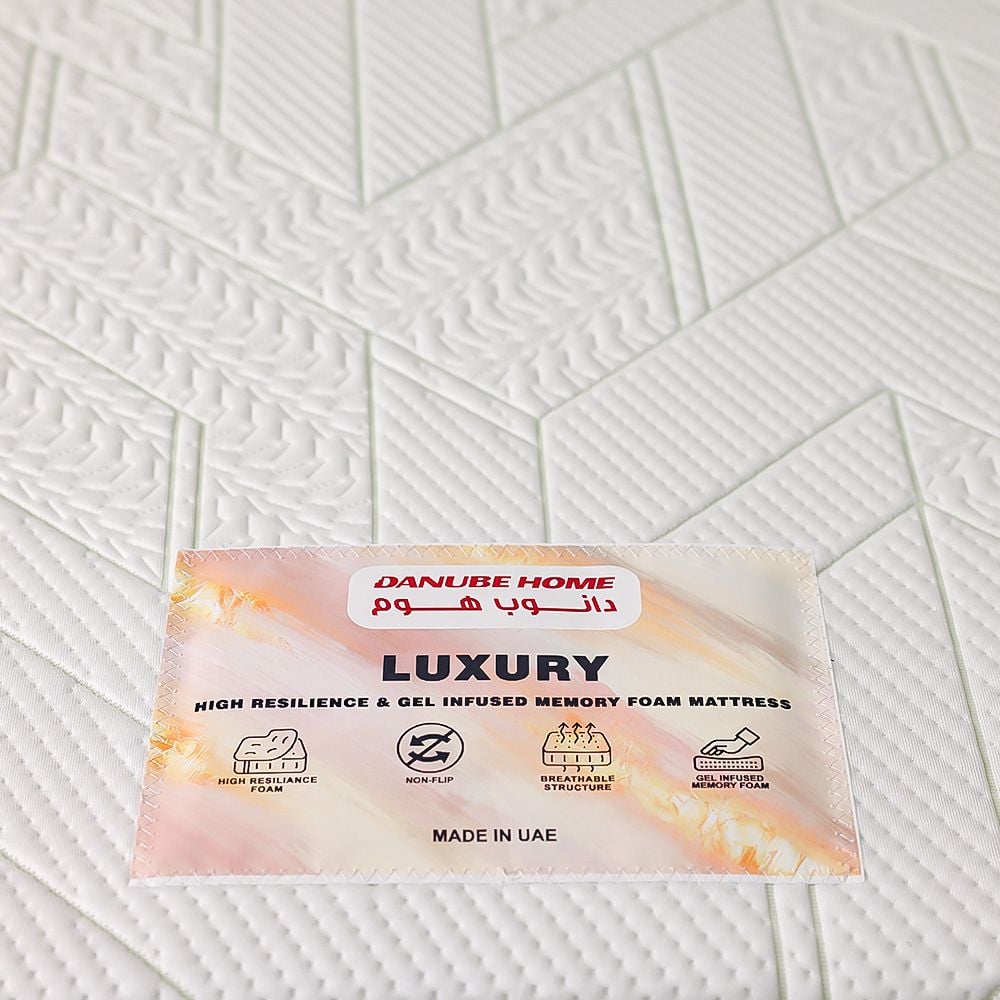 DANUBE HOME
دانوب هوم
LUXURY
HIGH RESILIENCE & GEL INFUSED MEMORY FOAM MATTRESS
HIGH RESILIANCE
FOAM
NON-FLIP
BREATHABLE
STRUCTURE
GEL INFUSED
MEMORY FOAM
MADE IN UAE